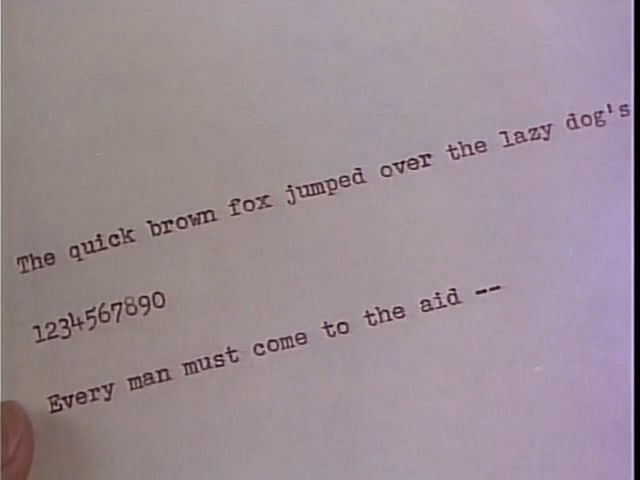 The quick brown fox jumped over the lazy dog's
1234567890
Every man must come to the aid --